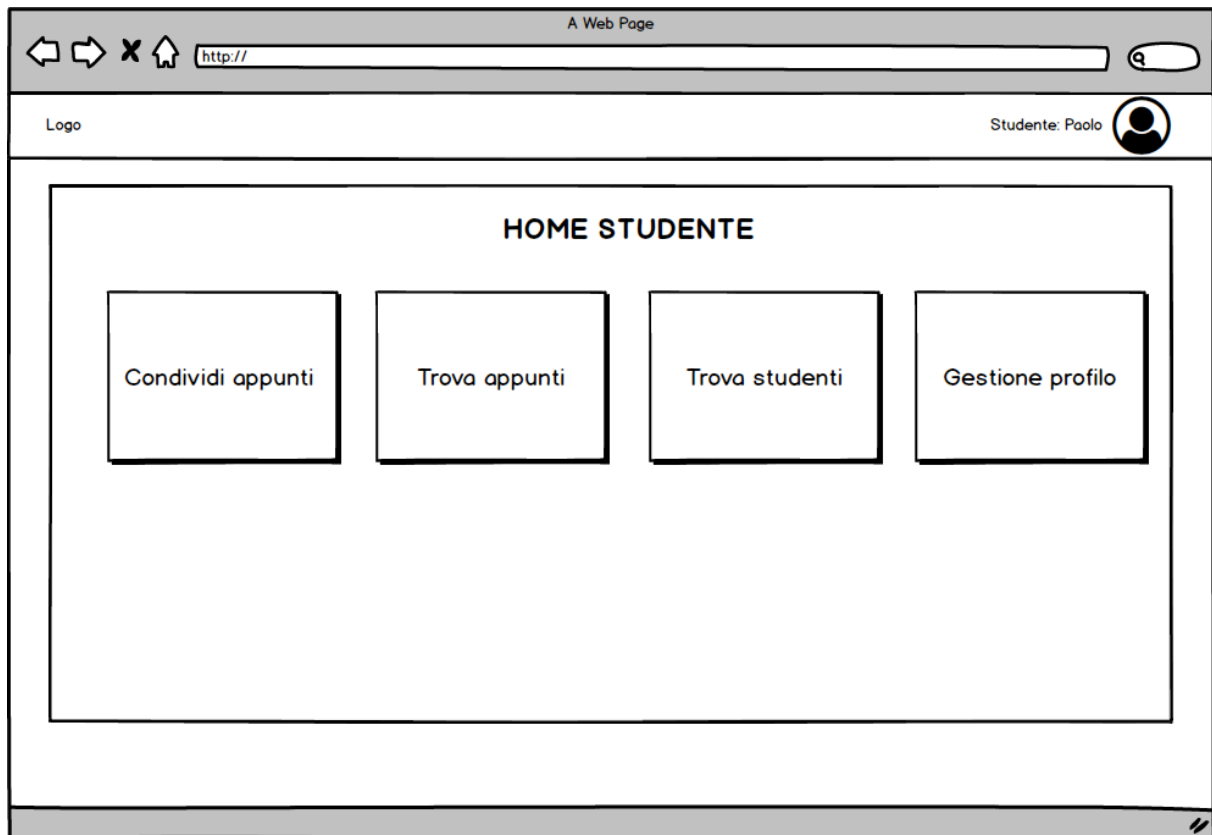 A Web Page
http://
Logo
Studente: Paolo
HOME STUDENTE
Condividi appunti
Trova appunti
Trova studenti
Gestione profilo